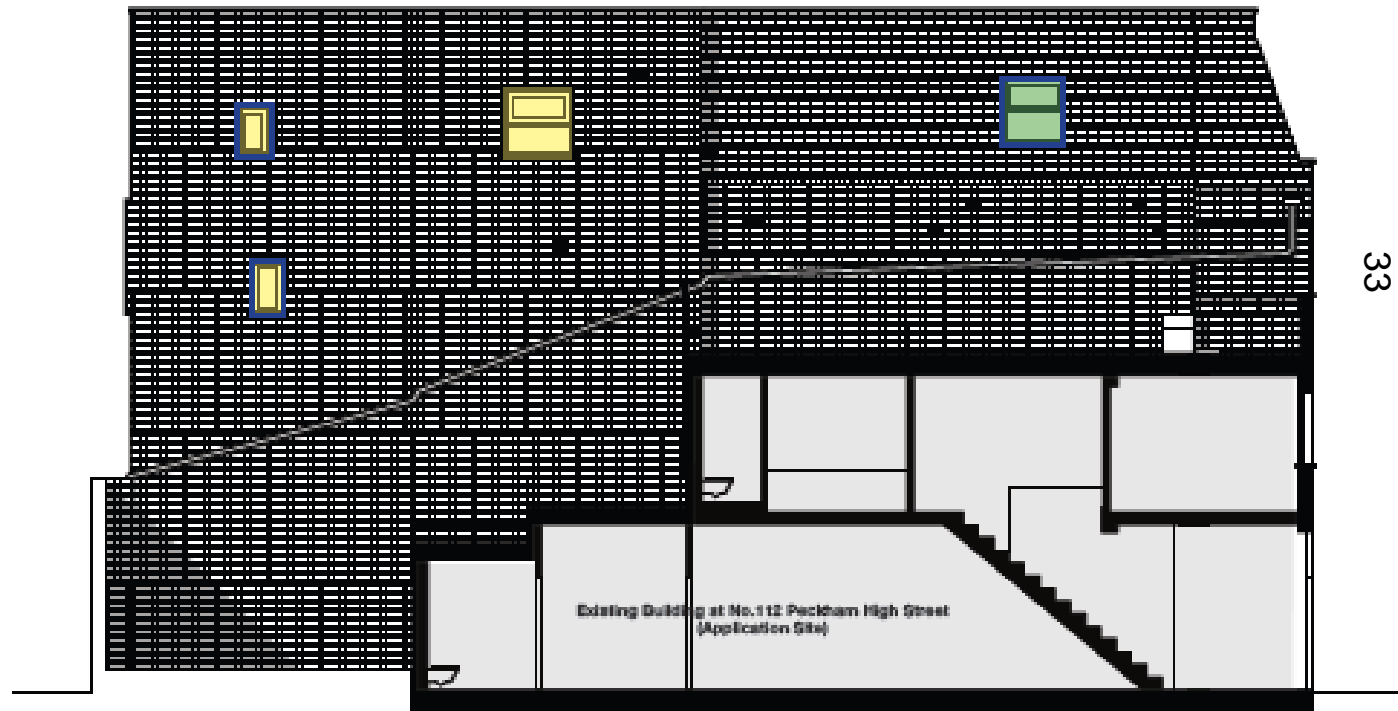 33
Existing Building at No.112 Peckham High Street
(Application Site)